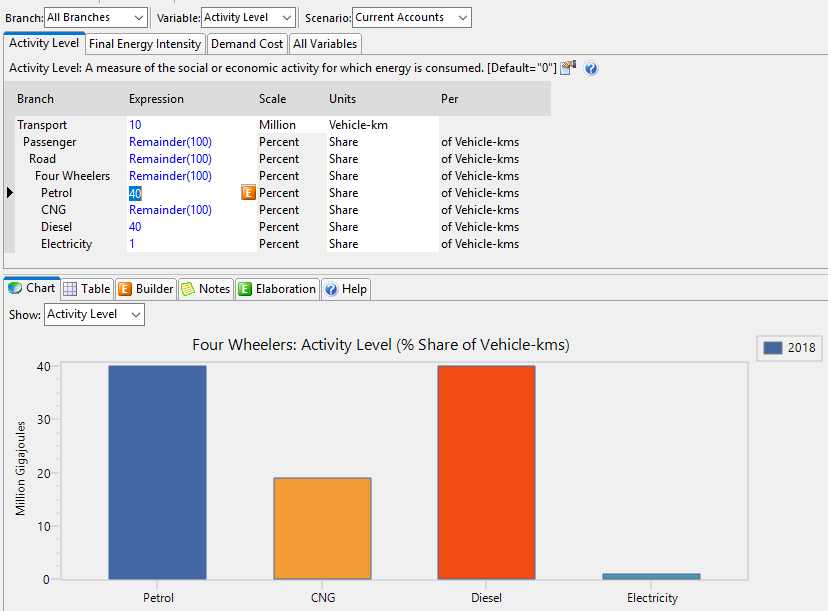 Branch: All Branches Variable: Activity Level Scenario: Current Accounts
Activity Level Final Energy Intensity Demand Cost All Variables
Activity Level: A measure of the social or economic activity for which energy is consumed. [Default="0"] ?
Branch Expression Scale Units Per
Transport 10 Million Vehicle-km
Passenger Remainder(100) Percent Share of Vehicle-kms
Road Remainder(100) Percent Share of Vehicle-kms
Four Wheelers Remainder(100) Percent Share of Vehicle-kms
Petrol 40 E Percent Share of Vehicle-kms
CNG Remainder(100) Percent Share of Vehicle-kms
Diesel 40 Percent Share of Vehicle-kms
Electricity 1 Percent Share of Vehicle-kms
Chart Table E Builder Notes E Elaboration ? Help
Show: Activity Level
Four Wheelers: Activity Level (% Share of Vehicle-kms)
2018
Million Gigajoules
40
30
20
10
0
Petrol CNG Diesel Electricity